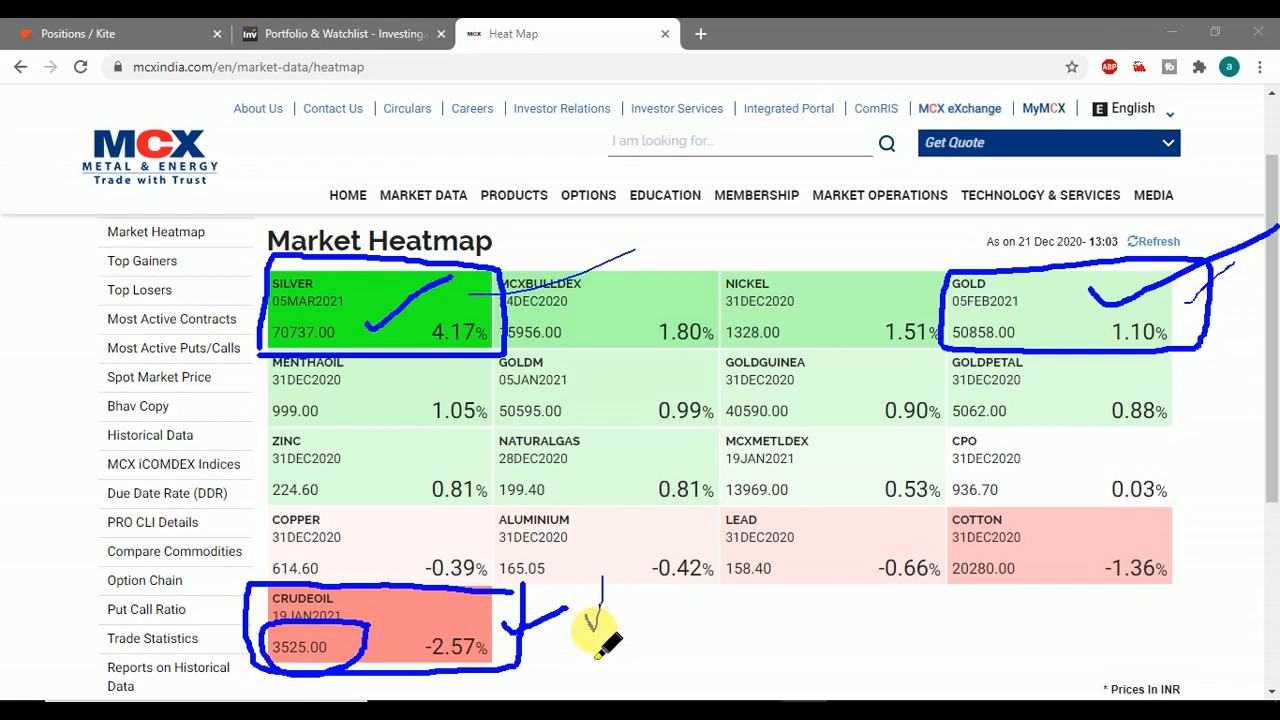 Positions / Kite
Inv Portfolio & Watchlist - Investing.
MCX Heat Map
mcxindia.com/en/market-data/heatmap
ABP
tb
a
About Us | Contact Us | Circulars | Careers | Investor Relations | Investor Services | Integrated Portal | ComRIS | MCX eXchange | MyMCX | E English
MCX
METAL & ENERGY
Trade with Trust
I am looking for...
Get Quote
HOME MARKET DATA PRODUCTS OPTIONS EDUCATION MEMBERSHIP MARKET OPERATIONS TECHNOLOGY & SERVICES MEDIA
Market Heatmap
Top Gainers
Top Losers
Most Active Contracts
Most Active Puts/Calls
Spot Market Price
Bhav Copy
Historical Data
MCX iCOMDEX Indices
Due Date Rate (DDR)
PRO CLI Details
Compare Commodities
Option Chain
Put Call Ratio
Trade Statistics
Reports on Historical
Data
Market Heatmap
As on 21 Dec 2020- 13:03 Refresh
SILVER
05MAR2021
70737.00 4.17%
MCXBULLDEX
4DEC2020
5956.00 1.80%
NICKEL
31DEC2020
1328.00 1.51%
GOLD
05FEB2021
50858.00 1.10%
MENTHAOIL
31DEC2020
999.00 1.05%
GOLDM
05JAN2021
50595.00 0.99%
GOLDGUINEA
31DEC2020
40590.00 0.90%
GOLDPETAL
31DEC2020
5062.00 0.88%
ZINC
31DEC2020
224.60 0.81%
NATURALGAS
28DEC2020
199.40 0.81%
MCXMETLDEX
19JAN2021
13969.00 0.53%
CPO
31DEC2020
936.70 0.03%
COPPER
31DEC2020
614.60 -0.39%
ALUMINIUM
31DEC2020
165.05 -0.42%
LEAD
31DEC2020
158.40 -0.66%
COTTON
31DEC2020
20280.00 -1.36%
CRUDEOIL
19JAN2021
3525.00 -2.57%
* Prices In INR